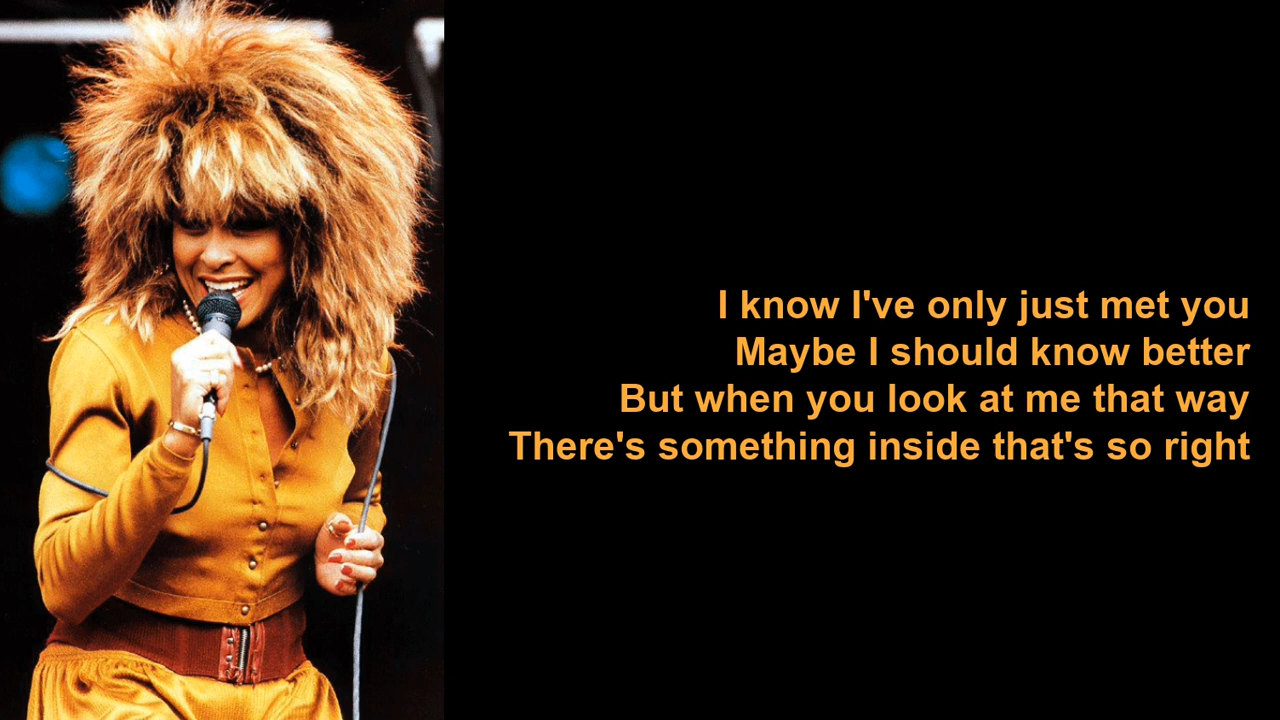 I know I've only just met you
Maybe I should know better
But when you look at me that way
There's something inside that's so right